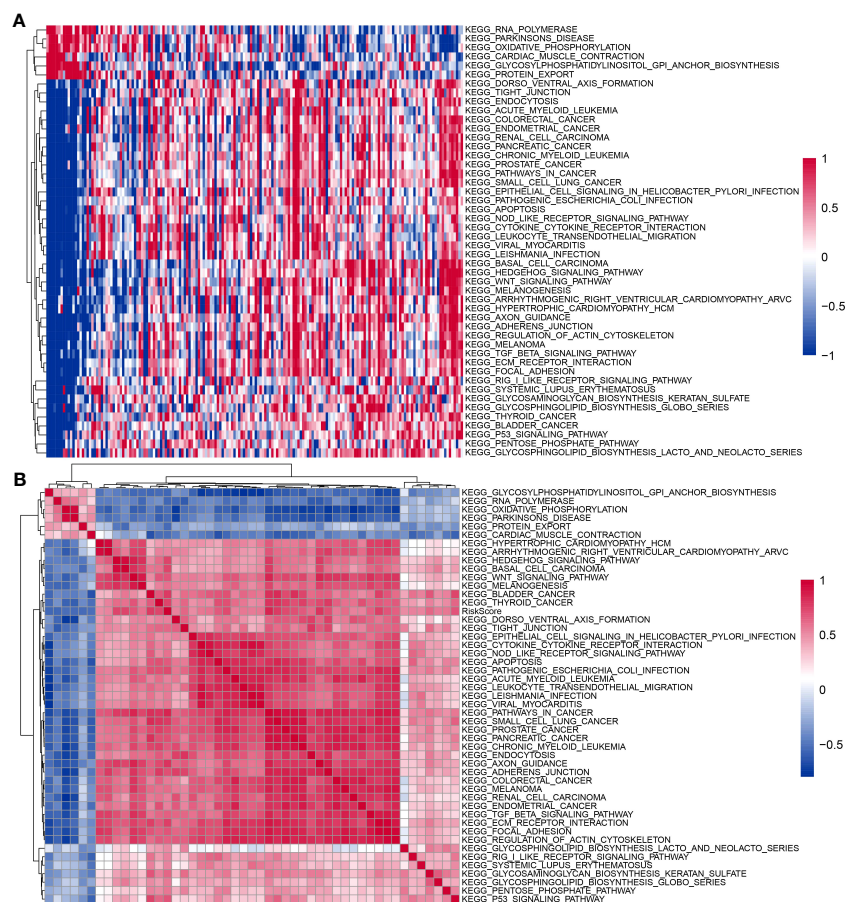 A
KEGG_RNA_POLYMERASE
KEGG_PARKINSONS_DISEASE
KEGG_OXIDATIVE_PHOSPHORYLATION
KEGG_CARDIAC_MUSCLE_CONTRACTION
KEGG_GLYCOSYLPHOSPHATIDYLINOSITOL_GPI_ANCHOR_BIOSYNTHESIS
KEGG_PROTEIN_EXPORT
KEGG_DORSO_VENTRAL_AXIS_FORMATION
KEGG_TIGHT_JUNCTION
KEGG_ENDOCYTOSIS
KEGG_ACUTE_MYELOID_LEUKEMIA
KEGG_COLORECTAL_CANCER
KEGG_ENDOMETRIAL_CANCER
KEGG_RENAL_CELL_CARCINOMA
KEGG_PANCREATIC_CANCER
KEGG_CHRONIC_MYELOID_LEUKEMIA
KEGG_PROSTATE_CANCER
KEGG_PATHWAYS_IN_CANCER
KEGG_SMALL_CELL_LUNG_CANCER
KEGG_EPITHELIAL_CELL_SIGNALING_IN_HELICOBACTER_PYLORI_INFECTION
KEGG_PATHOGENIC_ESCHERICHIA_COLI_INFECTION
KEGG_APOPTOSIS
KEGG_NOD_LIKE_RECEPTOR_SIGNALING_PATHWAY
KEGG_CYTOKINE_CYTOKINE_RECEPTOR_INTERACTION
KEGG_LEUKOCYTE_TRANSENDOTHELIAL_MIGRATION
KEGG_VIRAL_MYOCARDITIS
KEGG_LEISHMANIA_INFECTION
KEGG_BASAL_CELL_CARCINOMA
KEGG_HEDGEHOG_SIGNALING_PATHWAY
KEGG_WNT_SIGNALING_PATHWAY
KEGG_MELANOGENESIS
KEGG_ARRHYTHMOGENIC_RIGHT_VENTRICULAR_CARDIOMYOPATHY_ARVC
KEGG_HYPERTROPHIC_CARDIOMYOPATHY_HCM
KEGG_AXON_GUIDANCE
KEGG_ADHERENS_JUNCTION
KEGG_REGULATION_OF_ACTIN_CYTOSKELETON
KEGG_MELANOMA
KEGG_TGF_BETA_SIGNALING_PATHWAY
KEGG_ECM_RECEPTOR_INTERACTION
KEGG_FOCAL_ADHESION
KEGG_RIG_I_LIKE_RECEPTOR_SIGNALING_PATHWAY
KEGG_SYSTEMIC_LUPUS_ERYTHEMATOSUS
KEGG_GLYCOSAMINOGLYCAN_BIOSYNTHESIS_KERATAN_SULFATE
KEGG_GLYCOSPHINGOLIPID_BIOSYNTHESIS_GLOBO_SERIES
KEGG_THYROID_CANCER
KEGG_BLADDER_CANCER
KEGG_P53_SIGNALING_PATHWAY
KEGG_PENTOSE_PHOSPHATE_PATHWAY
KEGG_GLYCOSPHINGOLIPID_BIOSYNTHESIS_LACTO_AND_NEOLACTO_SERIES
1
0.5
0
−0.5
−1
B
KEGG_GLYCOSYLPHOSPHATIDYLINOSITOL_GPI_ANCHOR_BIOSYNTHESIS
KEGG_RNA_POLYMERASE
KEGG_OXIDATIVE_PHOSPHORYLATION
KEGG_PARKINSONS_DISEASE
KEGG_PROTEIN_EXPORT
KEGG_CARDIAC_MUSCLE_CONTRACTION
KEGG_HYPERTROPHIC_CARDIOMYOPATHY_HCM
KEGG_ARRHYTHMOGENIC_RIGHT_VENTRICULAR_CARDIOMYOPATHY_ARVC
KEGG_HEDGEHOG_SIGNALING_PATHWAY
KEGG_BASAL_CELL_CARCINOMA
KEGG_WNT_SIGNALING_PATHWAY
KEGG_MELANOGENESIS
KEGG_BLADDER_CANCER
KEGG_THYROID_CANCER
RiskScore
KEGG_DORSO_VENTRAL_AXIS_FORMATION
KEGG_TIGHT_JUNCTION
KEGG_EPITHELIAL_CELL_SIGNALING_IN_HELICOBACTER_PYLORI_INFECTION
KEGG_CYTOKINE_CYTOKINE_RECEPTOR_INTERACTION
KEGG_NOD_LIKE_RECEPTOR_SIGNALING_PATHWAY
KEGG_APOPTOSIS
KEGG_PATHOGENIC_ESCHERICHIA_COLI_INFECTION
KEGG_ACUTE_MYELOID_LEUKEMIA
KEGG_LEUKOCYTE_TRANSENDOTHELIAL_MIGRATION
KEGG_LEISHMANIA_INFECTION
KEGG_VIRAL_MYOCARDITIS
KEGG_PATHWAYS_IN_CANCER
KEGG_SMALL_CELL_LUNG_CANCER
KEGG_PROSTATE_CANCER
KEGG_PANCREATIC_CANCER
KEGG_CHRONIC_MYELOID_LEUKEMIA
KEGG_ENDOCYTOSIS
KEGG_AXON_GUIDANCE
KEGG_ADHERENS_JUNCTION
KEGG_COLORECTAL_CANCER
KEGG_MELANOMA
KEGG_RENAL_CELL_CARCINOMA
KEGG_ENDOMETRIAL_CANCER
KEGG_TGF_BETA_SIGNALING_PATHWAY
KEGG_ECM_RECEPTOR_INTERACTION
KEGG_FOCAL_ADHESION
KEGG_REGULATION_OF_ACTIN_CYTOSKELETON
KEGG_GLYCOSPHINGOLIPID_BIOSYNTHESIS_LACTO_AND_NEOLACTO_SERIES
KEGG_RIG_I_LIKE_RECEPTOR_SIGNALING_PATHWAY
KEGG_SYSTEMIC_LUPUS_ERYTHEMATOSUS
KEGG_GLYCOSAMINOGLYCAN_BIOSYNTHESIS_KERATAN_SULFATE
KEGG_GLYCOSPHINGOLIPID_BIOSYNTHESIS_GLOBO_SERIES
KEGG_PENTOSE_PHOSPHATE_PATHWAY
KEGG_P53_SIGNALING_PATHWAY
1
0.5
0
−0.5